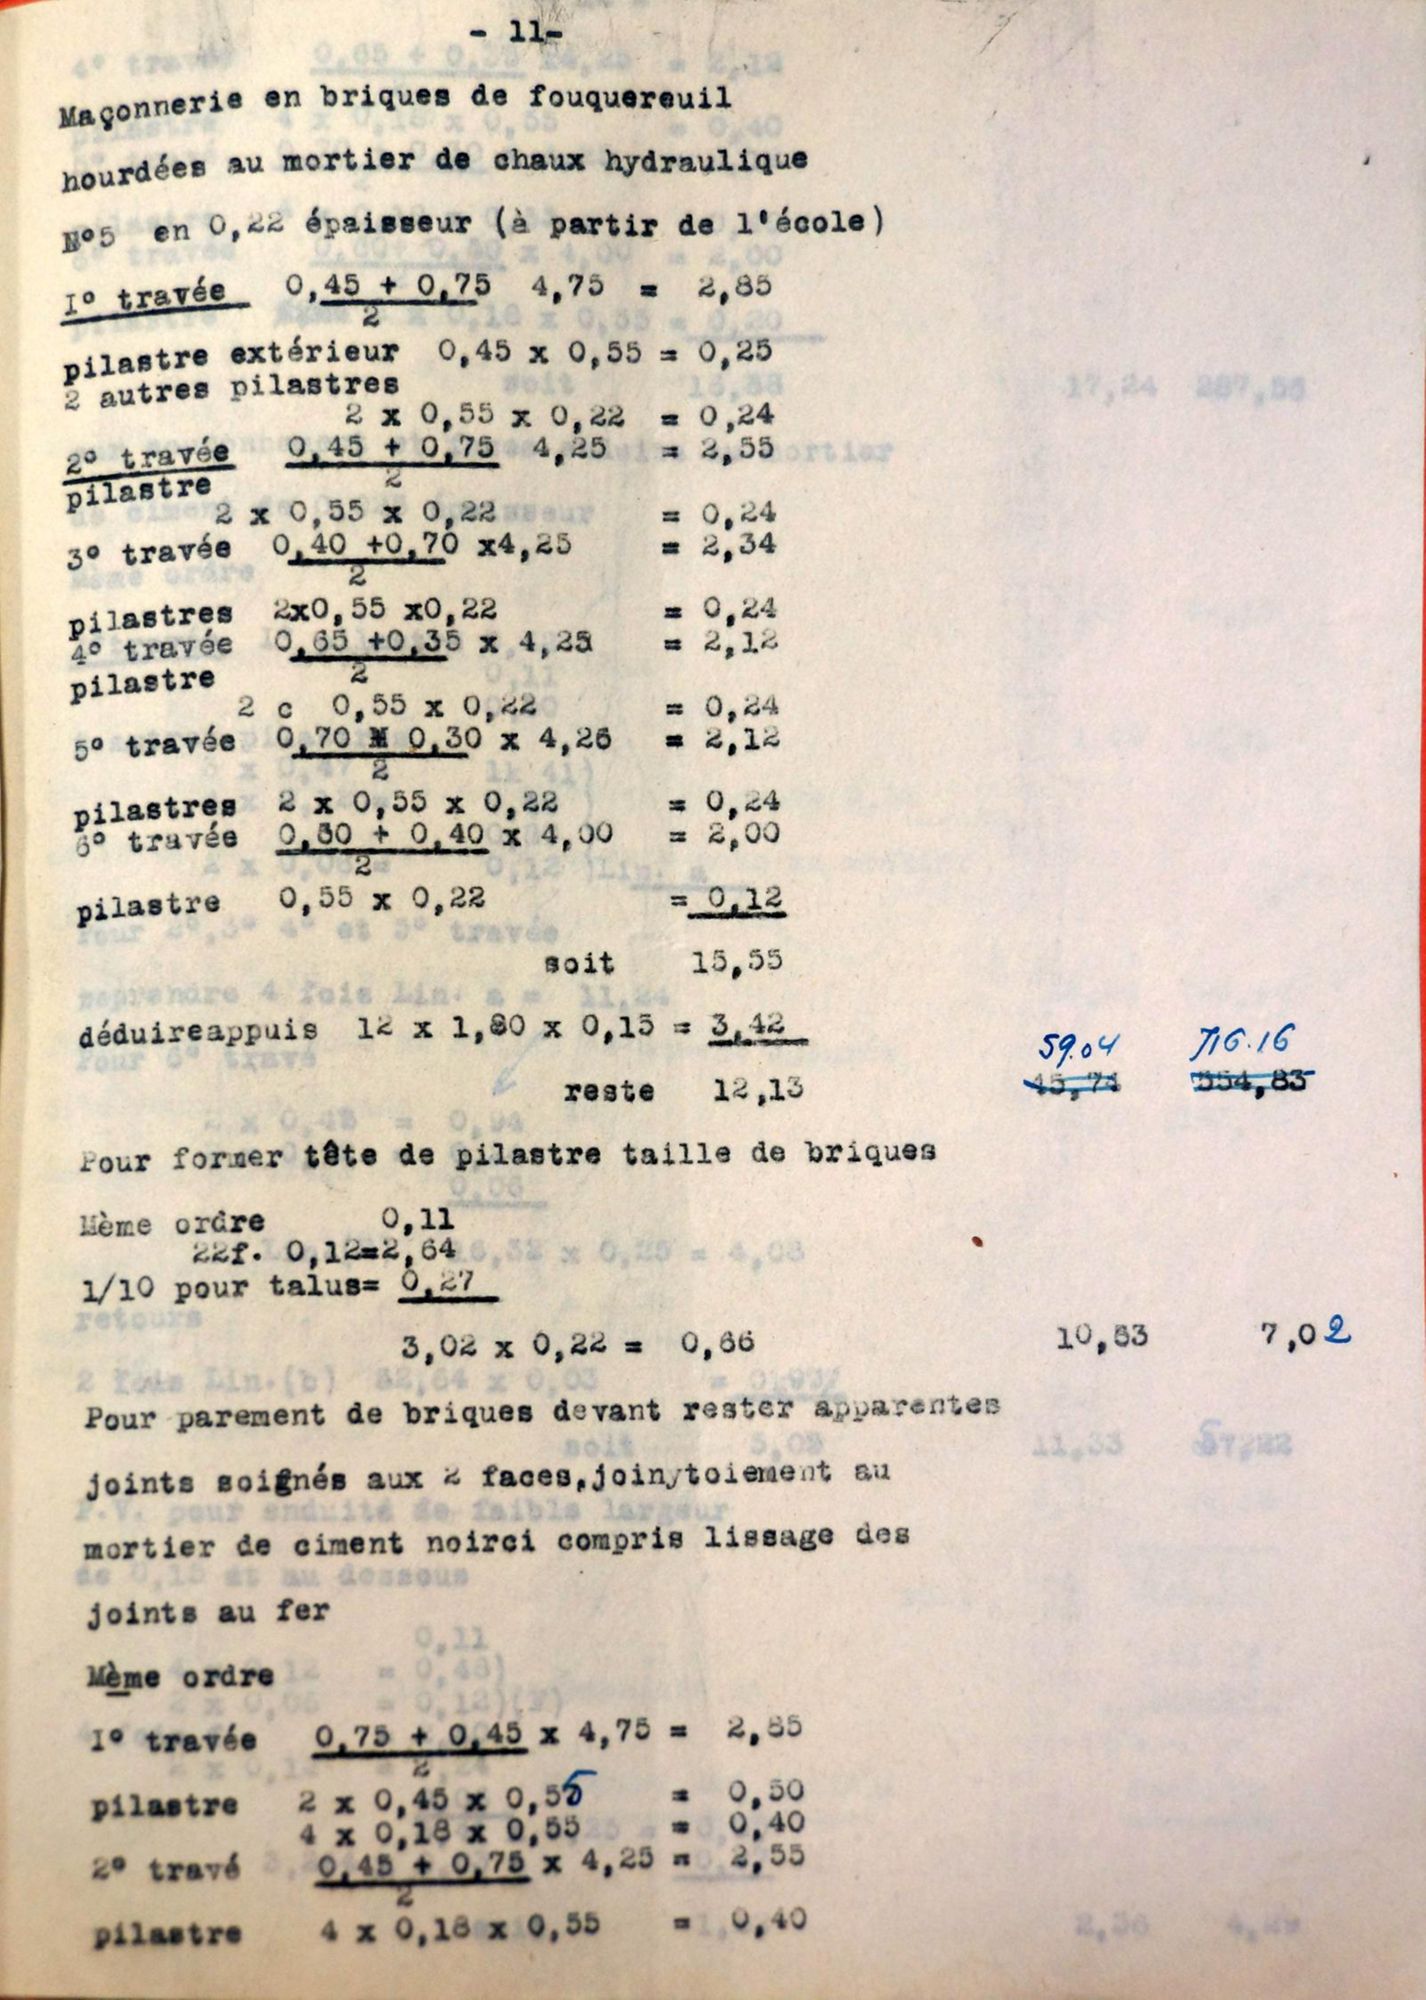 - 11-
Maçonnerie en briques de fouquereuil
hourdées au mortier de chaux hydraulique
N°5 en 0,22 épaisseur (à partir de l'école)
I° travée 0,45 + 0,75 4,75 = 2,85
2
pilastre extérieur 0,45 x 0,55 = 0,25
2 autres pilastres
2 x 0,55 x 0,22 = 0,24
2° travée 0,45 + 0,75 4,25 = 2,55
2
pilastre
2 x 0,55 x 0,22 = 0,24
3° travée 0,40 +0,70 x4,25 = 2,34
2
pilastres 2x0,55 x0,22 = 0,24
4° travée 0,65 +0,35 x 4,25 = 2,12
2
pilastre
2 c 0,55 x 0,22 = 0,24
5° travée 0,70 0,30 x 4,25 = 2,12
2
pilastres 2 x 0,55 x 0,22 = 0,24
6° travée 0,60 + 0,40 x 4,00 = 2,00
2
pilastre 0,55 x 0,22 = 0,12
soit 15,55
déduireappuis 12 x 1,90 x 0,15 = 3,42
59.04 716.16
reste 12,13 45,74 554,83
Pour former tête de pilastre taille de briques
Mème ordre 0,11
22f. 0,12=2,64
1/10 pour talus= 0,27
3,02 x 0,22 = 0,66 10,63 7,02
Pour parement de briques devant rester apparentes
joints soignés aux 2 faces,join,toiement au
mortier de ciment noirci compris lissage des
joints au fer
Mème ordre
I° travée 0,75 + 0,45 x 4,75 = 2,85
2
pilastre 2 x 0,45 x 0,55 = 0,50
4 x 0,18 x 0,55 = 0,40
2° travé 0,45 + 0,75 x 4,25 = 2,55
2
pilastre 4 x 0,18 x 0,55 = 0,40